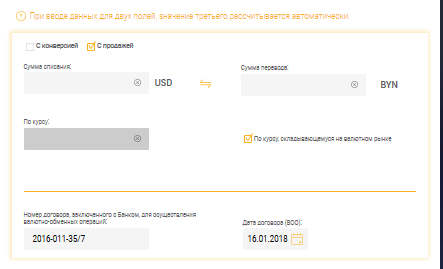 При вводе данных для двух полей, значение третьего рассчитывается автоматически.
С конверсией С продажей
Сумма списания: Сумма перевода:
USD BYN
По курсу:
По курсу, складывающемуся на валютном рынке
Номер договора, заключенного с Банком, для осуществления
валютно-обменных операций: Дата договора (ВОО):
2016-011-35/7 16.01.2018